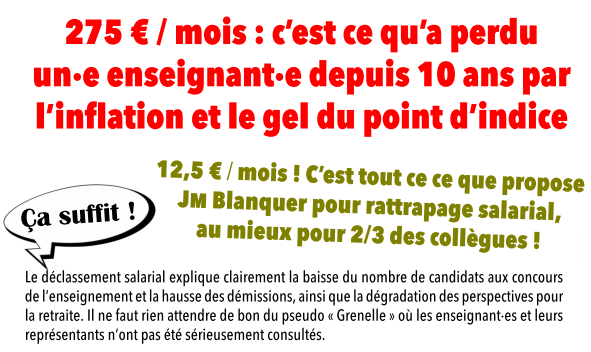 275 € / mois : c’est ce qu’a perdu
un·e enseignant·e depuis 10 ans par
l’inflation et le gel du point d’indice
12,5 € / mois ! C’est tout ce ce que propose
JM Blanquer pour rattrapage salarial,
au mieux pour 2/3 des collègues !
Ça suffit !
Le déclassement salarial explique clairement la baisse du nombre de candidats aux concours
de l’enseignement et la hausse des démissions, ainsi que la dégradation des perspectives pour
la retraite. Il ne faut rien attendre de bon du pseudo « Grenelle » où les enseignant·es et leurs
représentants n’ont pas été sérieusement consultés.